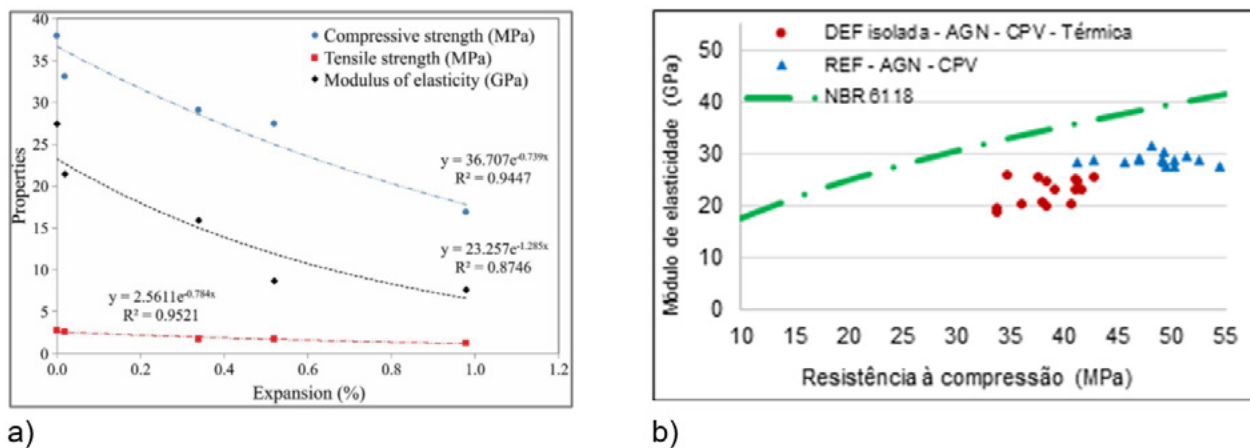 40
35
30
25
20
15
10
5
0
Properties
Compressive strength (MPa)
Tensile strength (MPa)
Modulus of elasticity (GPa)
y = 36.707e^-0.739x
R² = 0.9447
y = 23.257e^-1.285x
R² = 0.8746
y = 2.5611e^-0.784x
R² = 0.9521
0.0 0.2 0.4 0.6 0.8 1.0 1.2
Expansion (%)
a)
50
40
30
20
10
0
Módulo de elasticidade (GPa)
DEF isolada - AGN - CPV - Térmica
REF - AGN - CPV
NBR 6118
10 15 20 25 30 35 40 45 50 55
Resistência à compressão (MPa)
b)